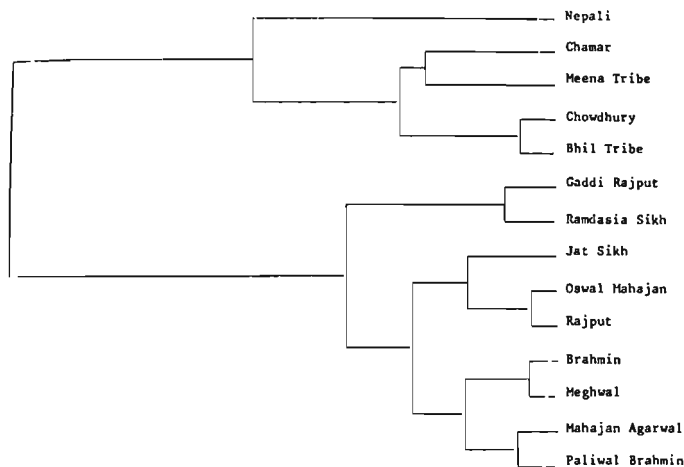 Nepali
Chamar
Meena Tribe
Chowdhury
Bhil Tribe
Gaddi Rajput
Ramdasia Sikh
Jat Sikh
Oswal Mahajan
Rajput
Brahmin
Meghwal
Mahajan Agarwal
Paliwal Brahmin